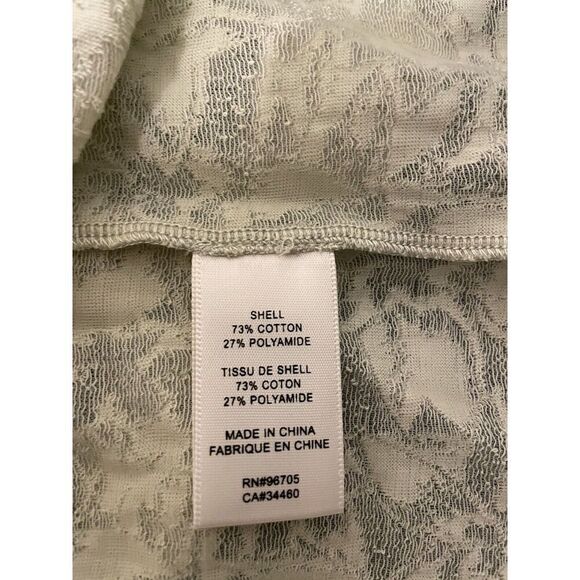 SHELL
73% COTTON
27% POLYAMIDE
TISSU DE SHELL
73% COTON
27% POLYAMIDE
MADE IN CHINA
FABRIQUE EN CHINE
RN#96705
CA#34460